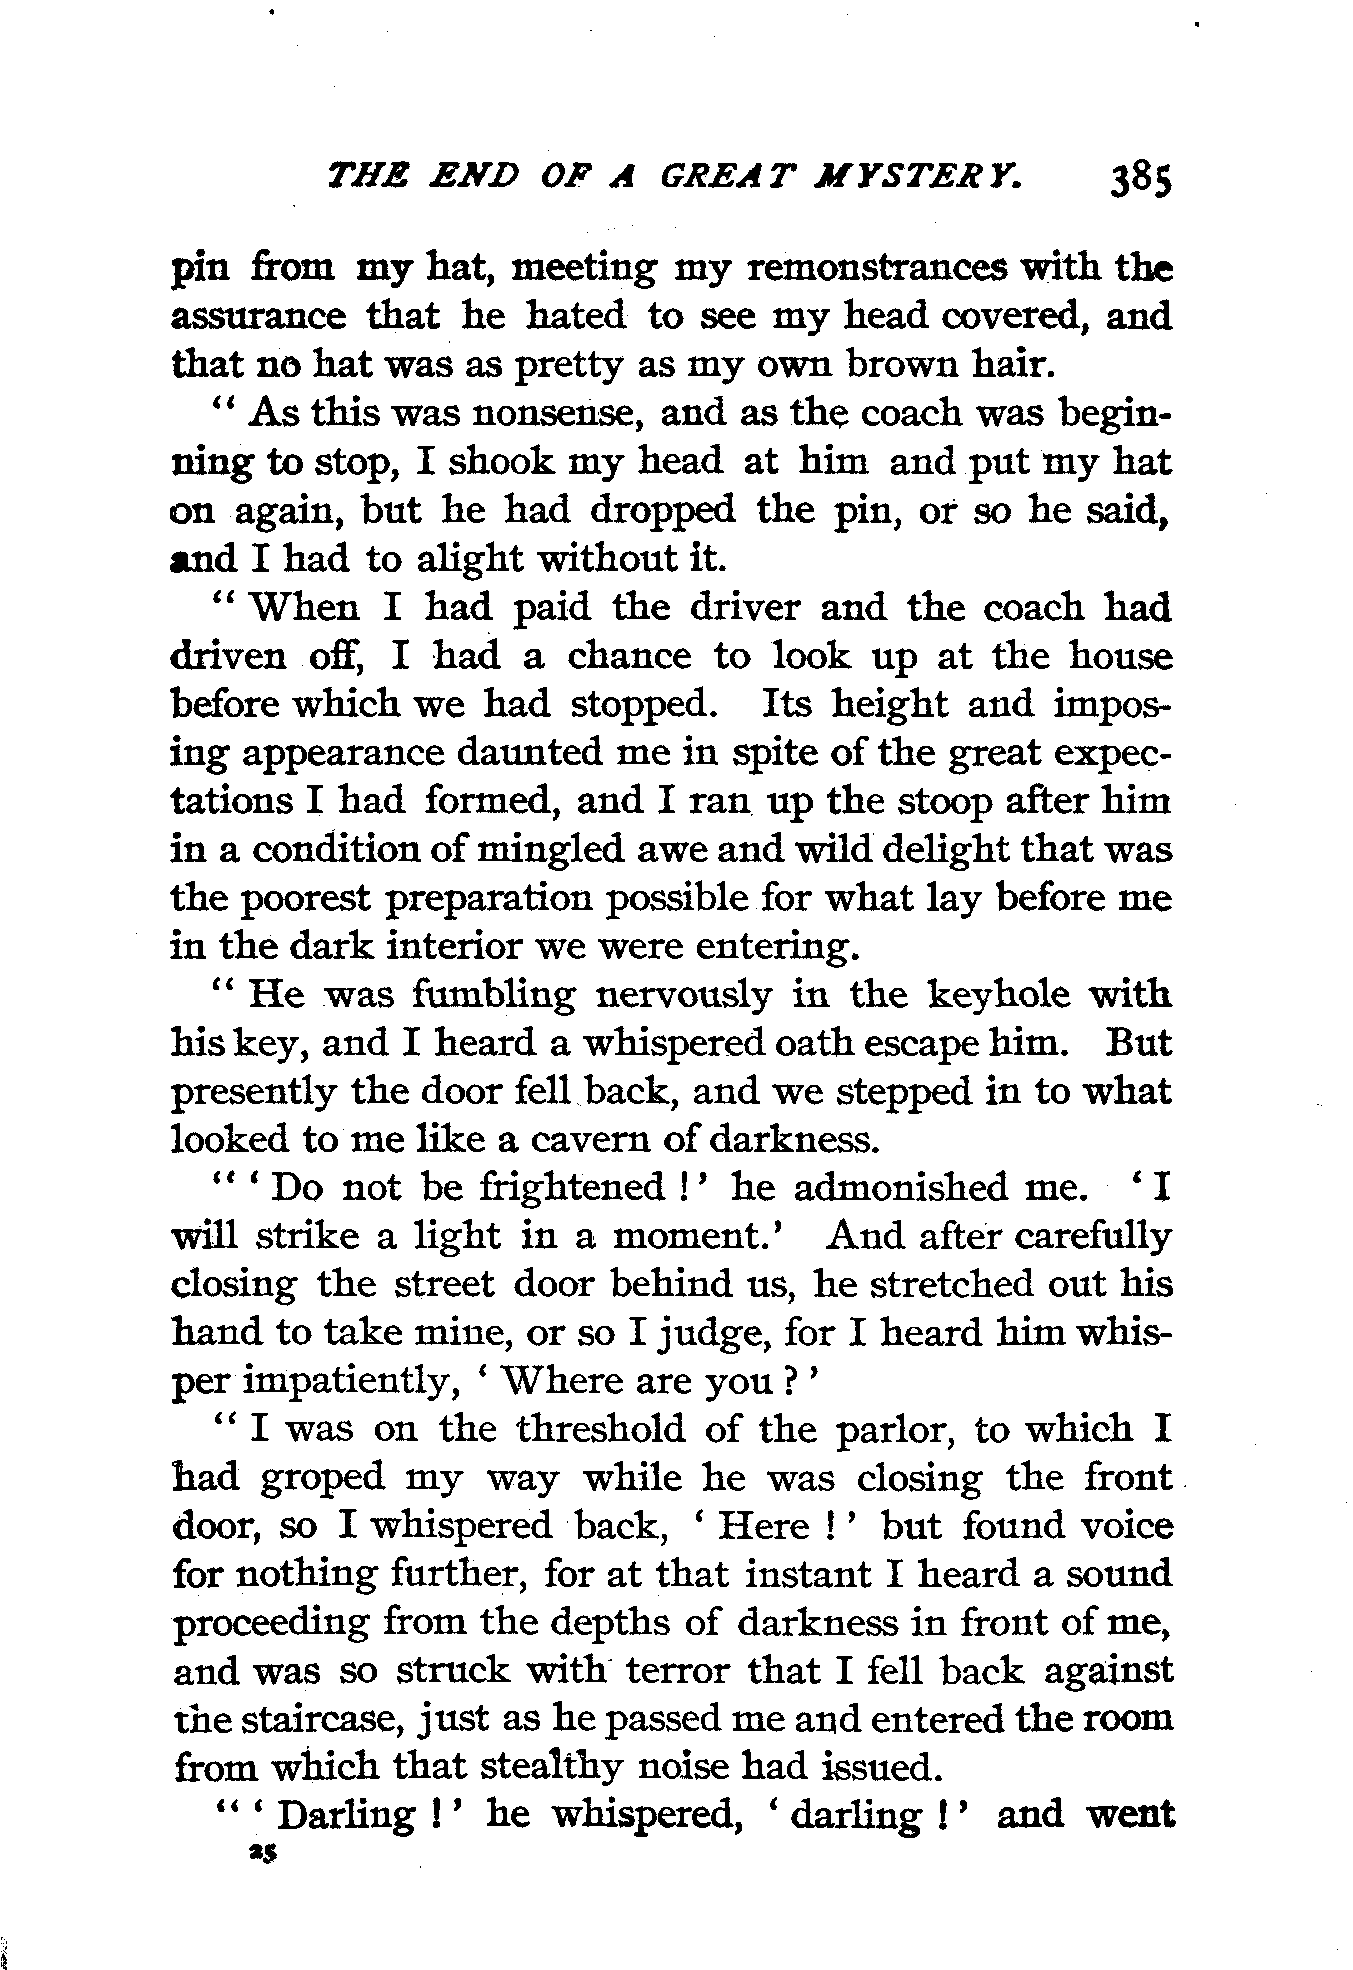 THE END OF A GREAT MYSTERY. 385
pin from my hat, meeting my remonstrances with the
assurance that he hated to see my head covered, and
that no hat was as pretty as my own brown hair.
“ As this was nonsense, and as the coach was begin-
ning to stop, I shook my head at him and put my hat
on again, but he had dropped the pin, or so he said,
and I had to alight without it.
“ When I had paid the driver and the coach had
driven off, I had a chance to look up at the house
before which we had stopped. Its height and impos-
ing appearance daunted me in spite of the great expec-
tations I had formed, and I ran up the stoop after him
in a condition of mingled awe and wild delight that was
the poorest preparation possible for what lay before me
in the dark interior we were entering.
“ He was fumbling nervously in the keyhole with
his key, and I heard a whispered oath escape him. But
presently the door fell back, and we stepped in to what
looked to me like a cavern of darkness.
“ ‘ Do not be frightened ! ’ he admonished me. ‘ I
will strike a light in a moment.’ And after carefully
closing the street door behind us, he stretched out his
hand to take mine, or so I judge, for I heard him whis-
per impatiently, ‘ Where are you ? ’
“ I was on the threshold of the parlor, to which I
had groped my way while he was closing the front
door, so I whispered back, ‘ Here ! ’ but found voice
for nothing further, for at that instant I heard a sound
proceeding from the depths of darkness in front of me,
and was so struck with terror that I fell back against
the staircase, just as he passed me and entered the room
from which that stealthy noise had issued.
“ ‘ Darling ! ’ he whispered, ‘ darling ! ’ and went
25